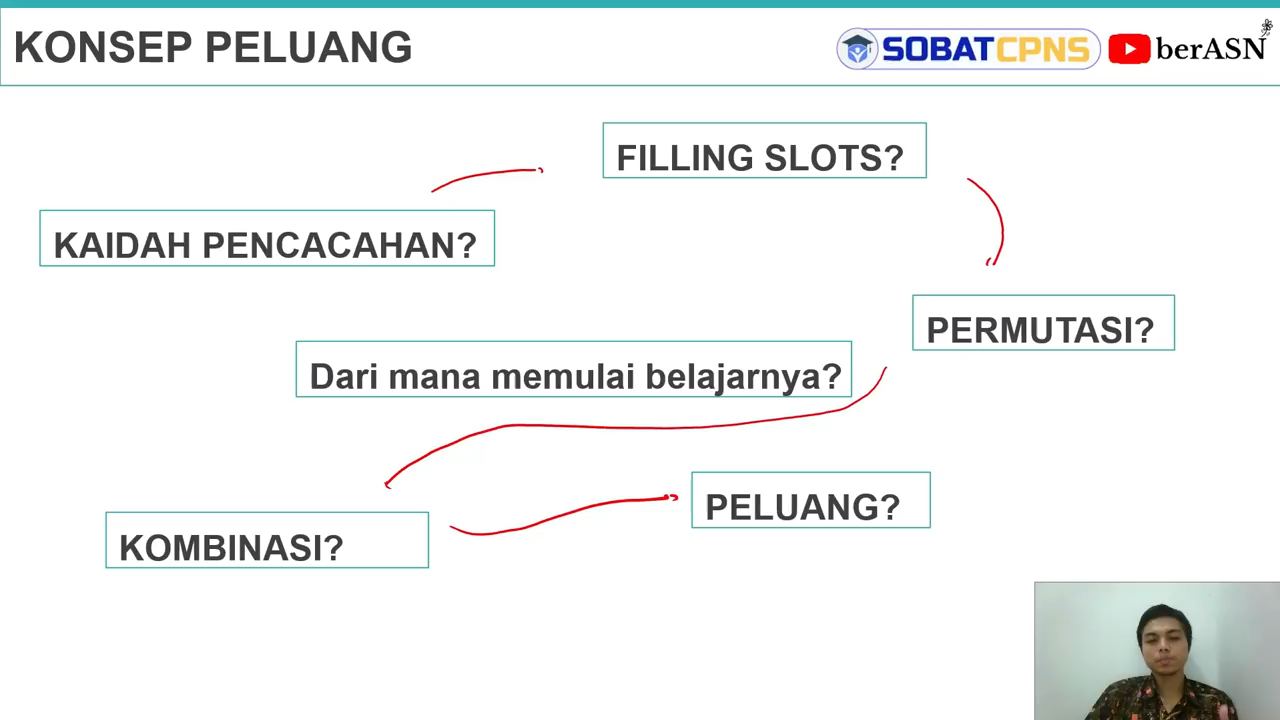 KONSEP PELUANG
SOBATCPNS
berASN
FILLING SLOTS?
KAIDAH PENCACAHAN?
PERMUTASI?
Dari mana memulai belajarnya?
PELUANG?
KOMBINASI?